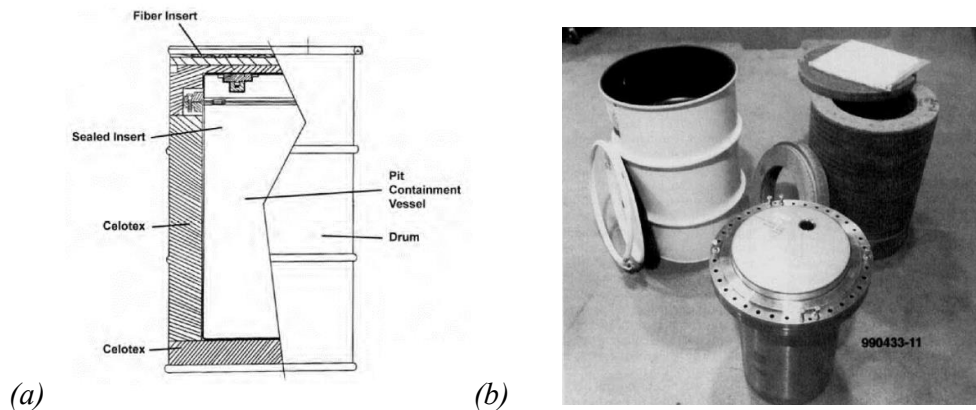 Fiber Insert
Sealed Insert
Pit
Containment
Vessel
Celotex
Drum
Celotex
990433-11
(a)
(b)